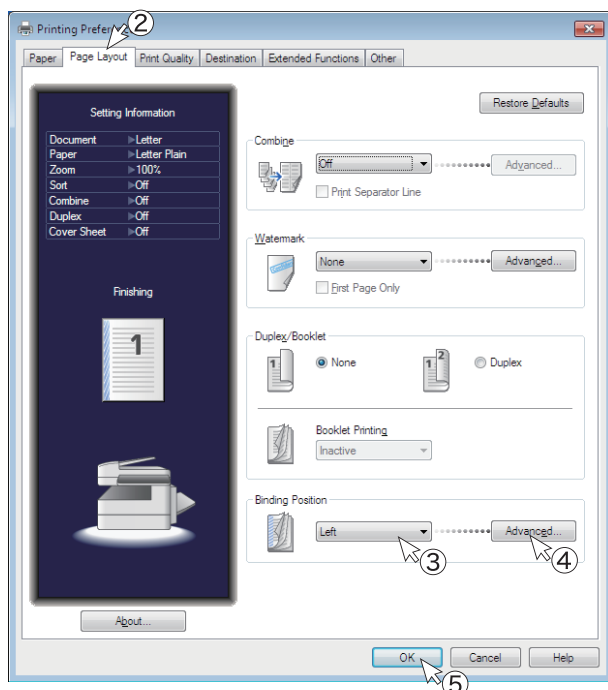 Printing Prefer ②
Paper Page Layout Print Quality Destination Extended Functions Other
Restore Defaults
Setting Information
Document Letter
Paper Letter Plain
Zoom 100%
Sort Off
Combine Off
Duplex Off
Cover Sheet Off
Finishing
1
About...
Combine
Off Advanced...
Print Separator Line
Watermark
None Advanced...
First Page Only
Duplex/Booklet
1 None 1 2 Duplex
Booklet Printing
Inactive
Binding Position
Left Advanced...
③ ④
OK Cancel Help
⑤